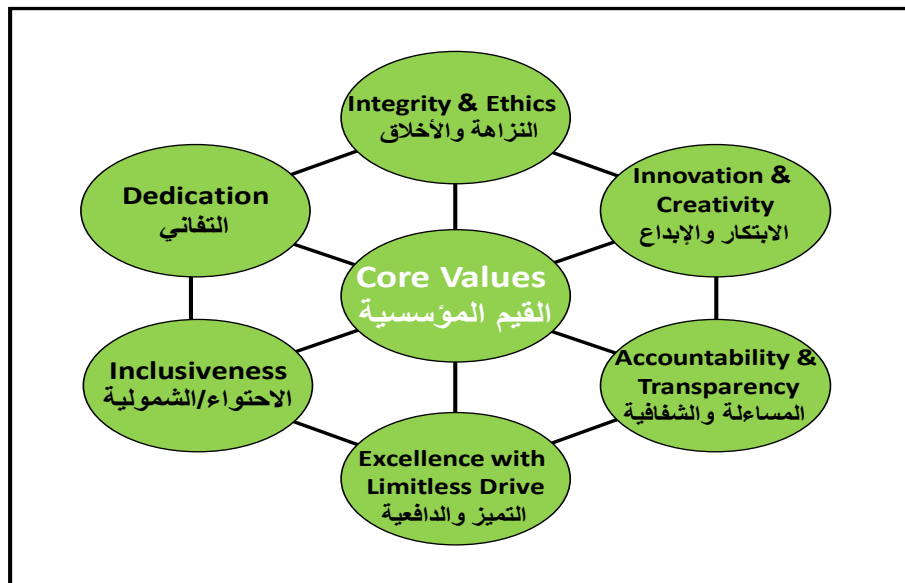 Integrity & Ethics
النزاهة والأخلاق
Dedication
التفاني
Innovation &
Creativity
الابتكار والإبداع
Core Values
القيم المؤسسية
Inclusiveness
الاحتواء/الشمولية
Accountability &
Transparency
المساءلة والشفافية
Excellence with
Limitless Drive
التميز والدافعية